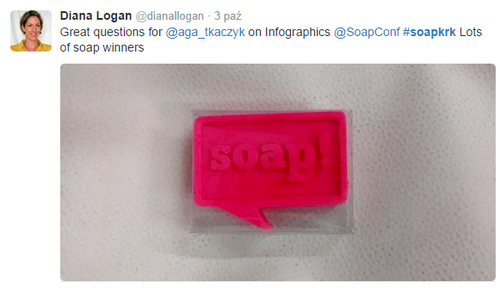 Diana Logan @dianallogan · 3 paź
Great questions for @aga_tkaczyk on Infographics @SoapConf #soapkrk Lots
of soap winners
soap!